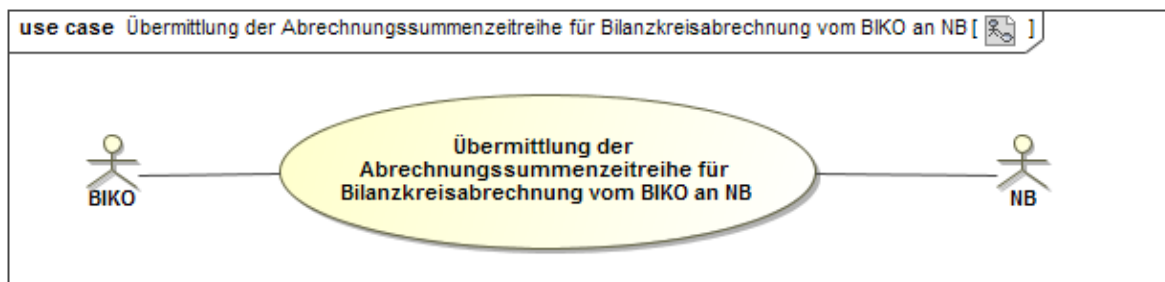 use case Übermittlung der Abrechnungssummenzeitreihe für Bilanzkreisabrechnung vom BIKO an NB [ ]
Übermittlung der
Abrechnungssummenzeitreihe für
Bilanzkreisabrechnung vom BIKO an NB
BIKO
NB